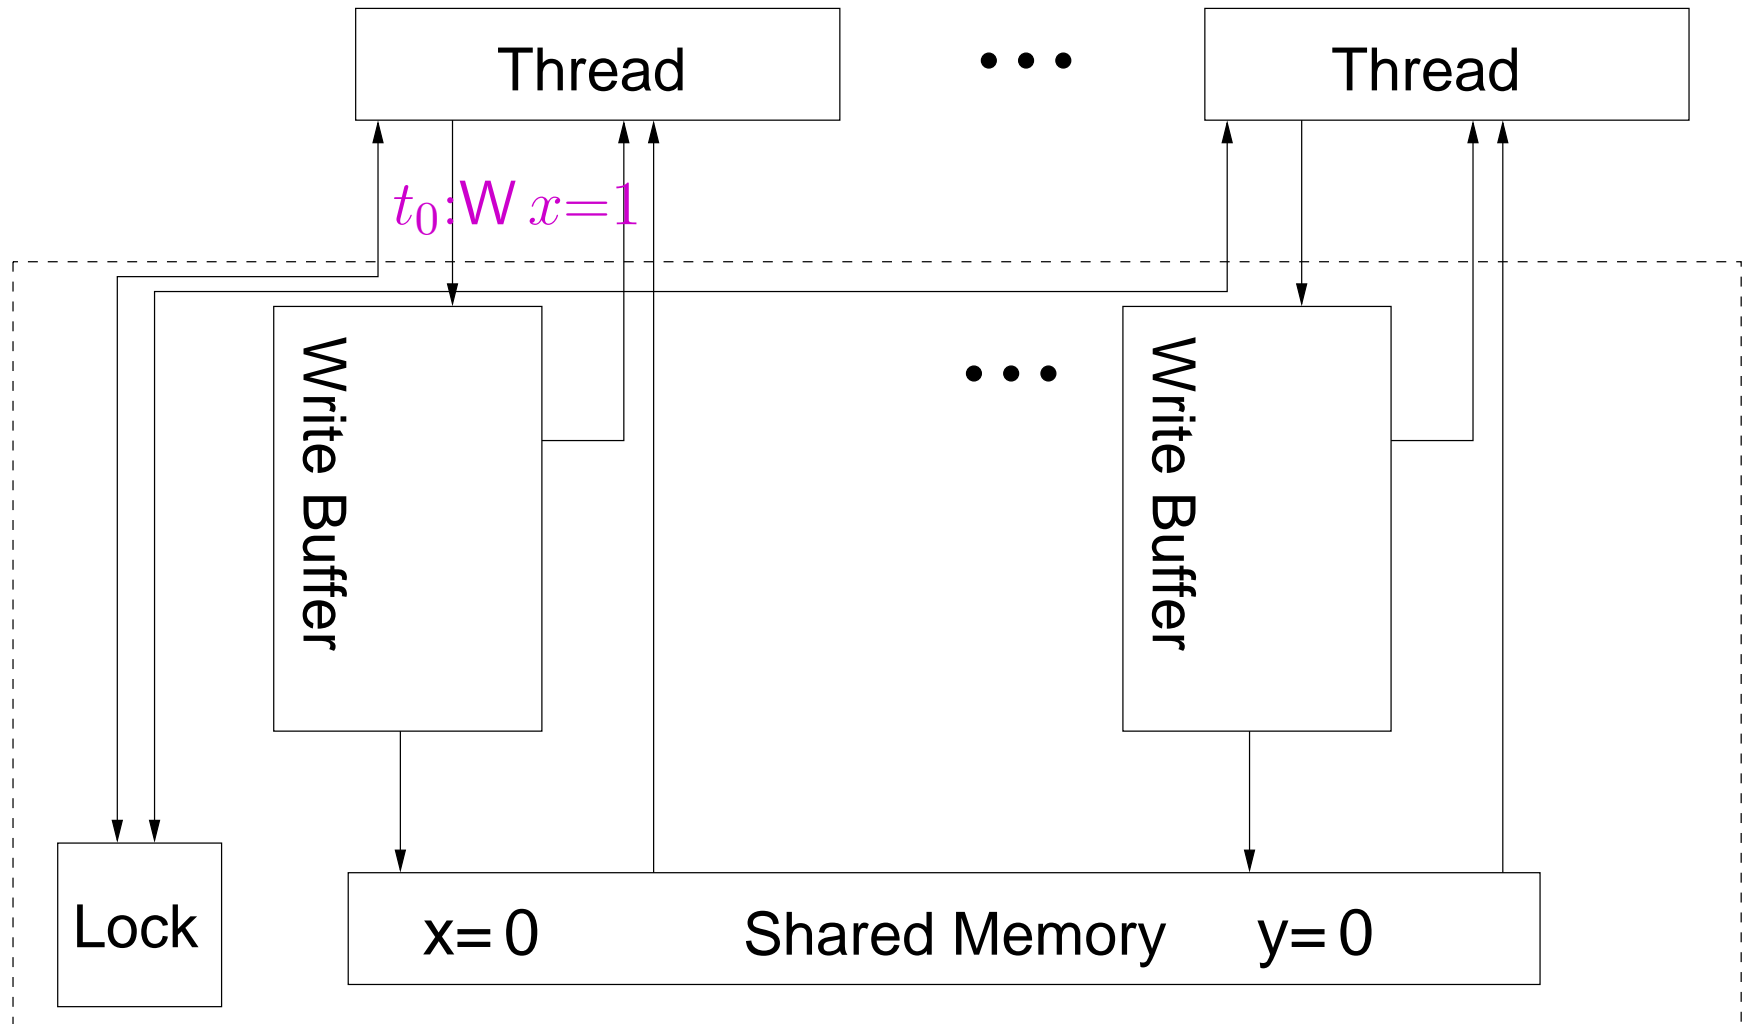 Thread
Thread
t₀:W x=1
Write Buffer
Write Buffer
Lock
x= 0
Shared Memory
y= 0